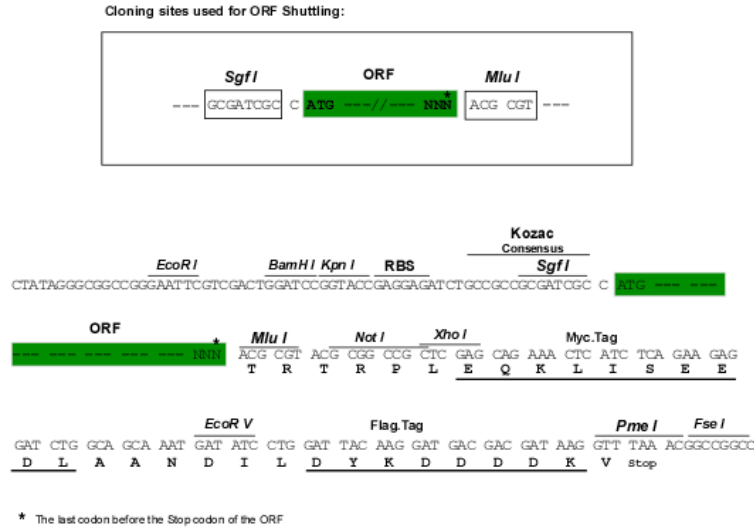 Cloning sites used for ORF Shuttling:
Sgf I ORF Mlu I
--- GCGATCGC C ATG ---//--- NNN* ACG CGT ---
Kozac
Consensus
EcoR I BamH I Kpn I RBS Sgf I
CTATAGGGCGGCCGGGAATTCGTCGACTGGATCCGGTACCGAGGAGATCTGCCGCCGCGATCGC C ATG --- ---
ORF Mlu I Not I Xho I Myc.Tag
--- --- --- --- --- NNN* ACG CGT ACG CGG CCG CTC GAG CAG AAA CTC ATC TCA GAA GAG
T R T R P L E Q K L I S E E
EcoR V Flag.Tag Pme I Fse I
GAT CTG GCA GCA AAT GAT ATC CTG GAT TAC AAG GAT GAC GAC GAT AAG GTT TAA ACGGCCGGCC
D L A A N D I L D Y K D D D D K V Stop
* The last codon before the Stop codon of the ORF